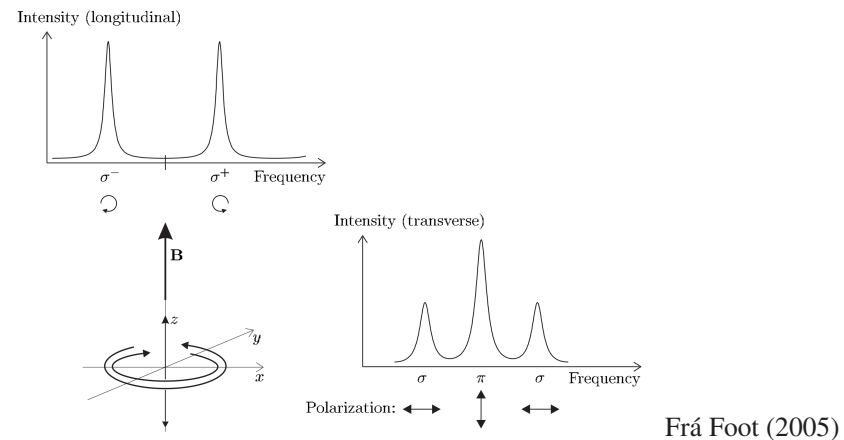 Intensity (longitudinal)
σ⁻ σ⁺ Frequency
B
z
y
x
Intensity (transverse)
σ π σ Frequency
Polarization:
Frá Foot (2005)